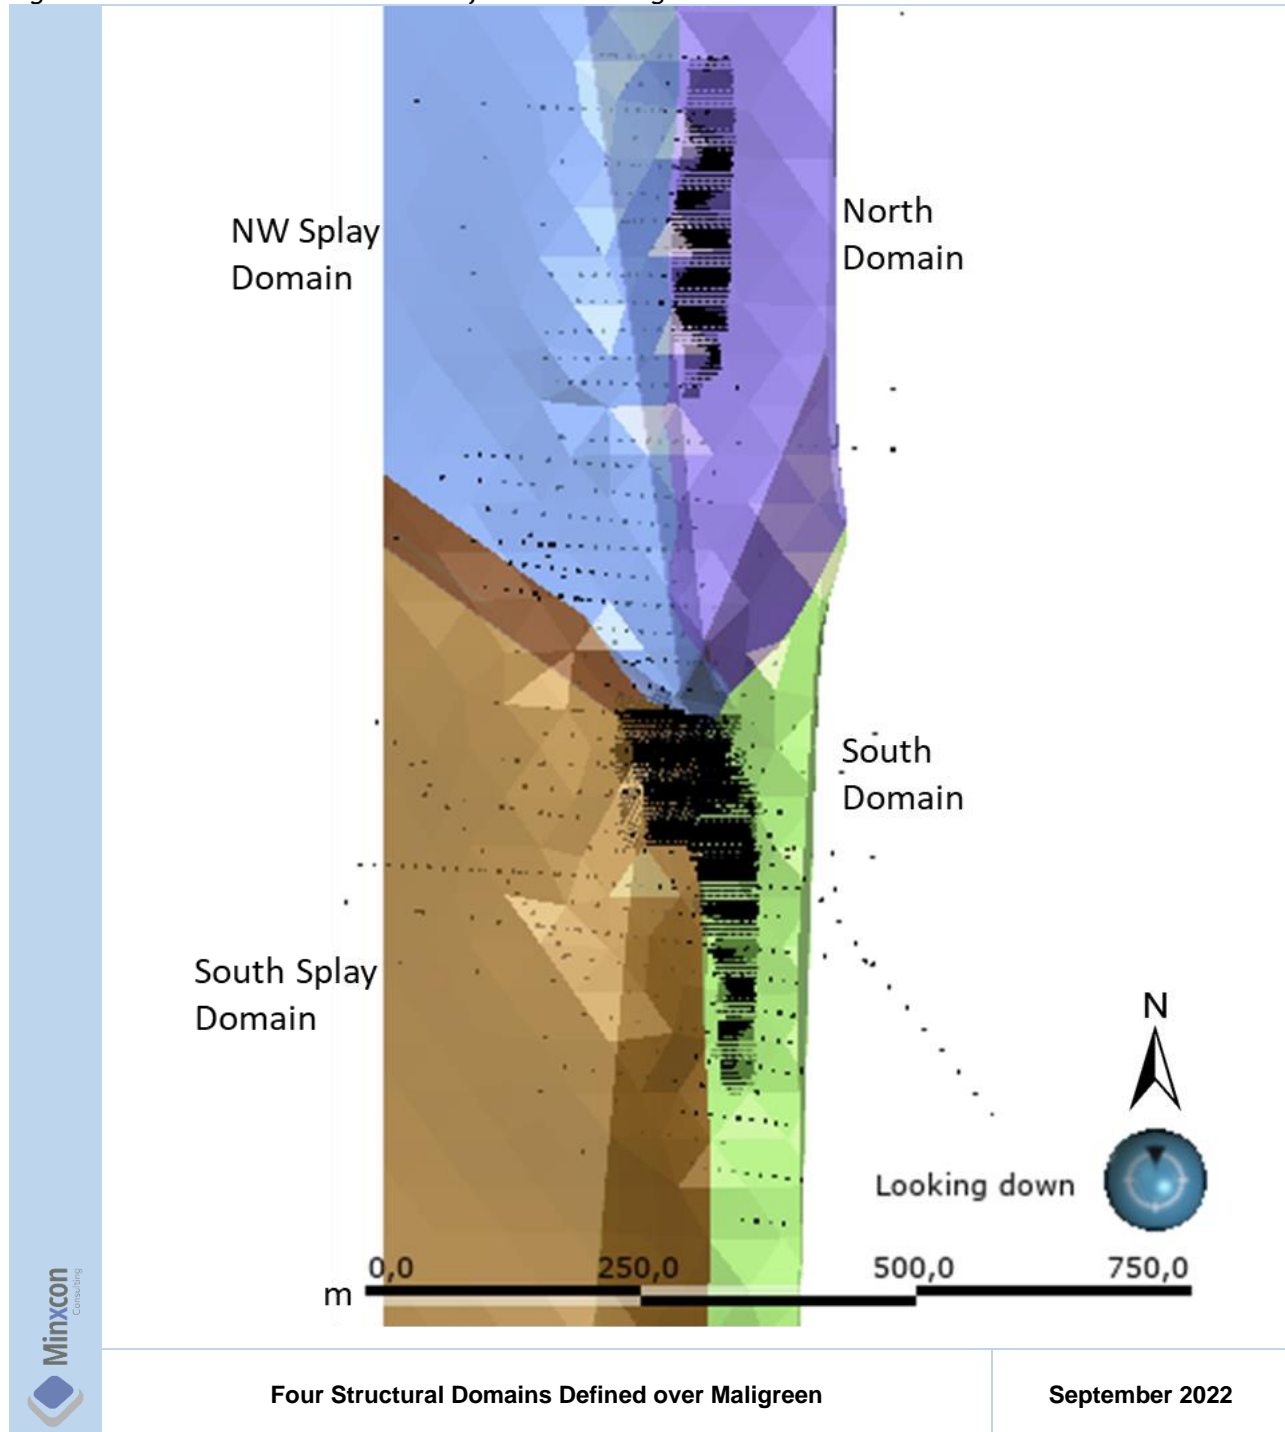 NW Splay
Domain
North
Domain
South
Domain
South Splay
Domain
N
Looking down
0,0 250,0 500,0 750,0
m
Minxcon
Consulting
Four Structural Domains Defined over Maligreen
September 2022